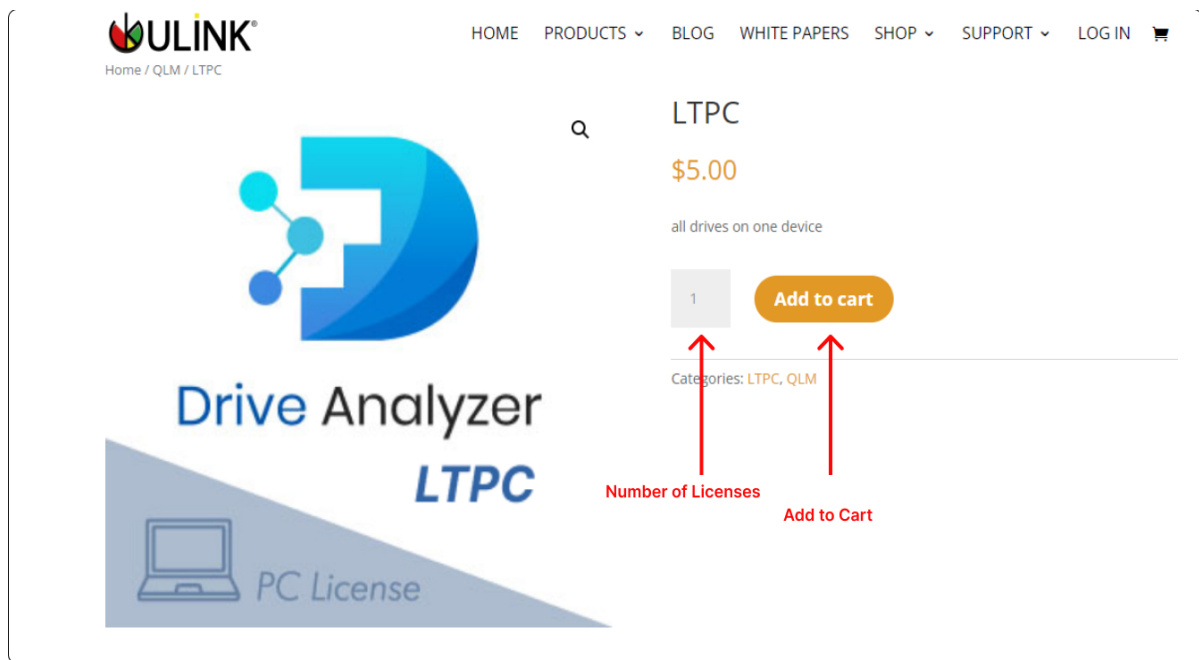 ULINK®
HOME PRODUCTS BLOG WHITE PAPERS SHOP SUPPORT LOG IN
Home / QLM / LTPC
LTPC
$5.00
all drives on one device
1 Add to cart
Categories: LTPC, QLM
Drive Analyzer
LTPC
PC License
Number of Licenses
Add to Cart